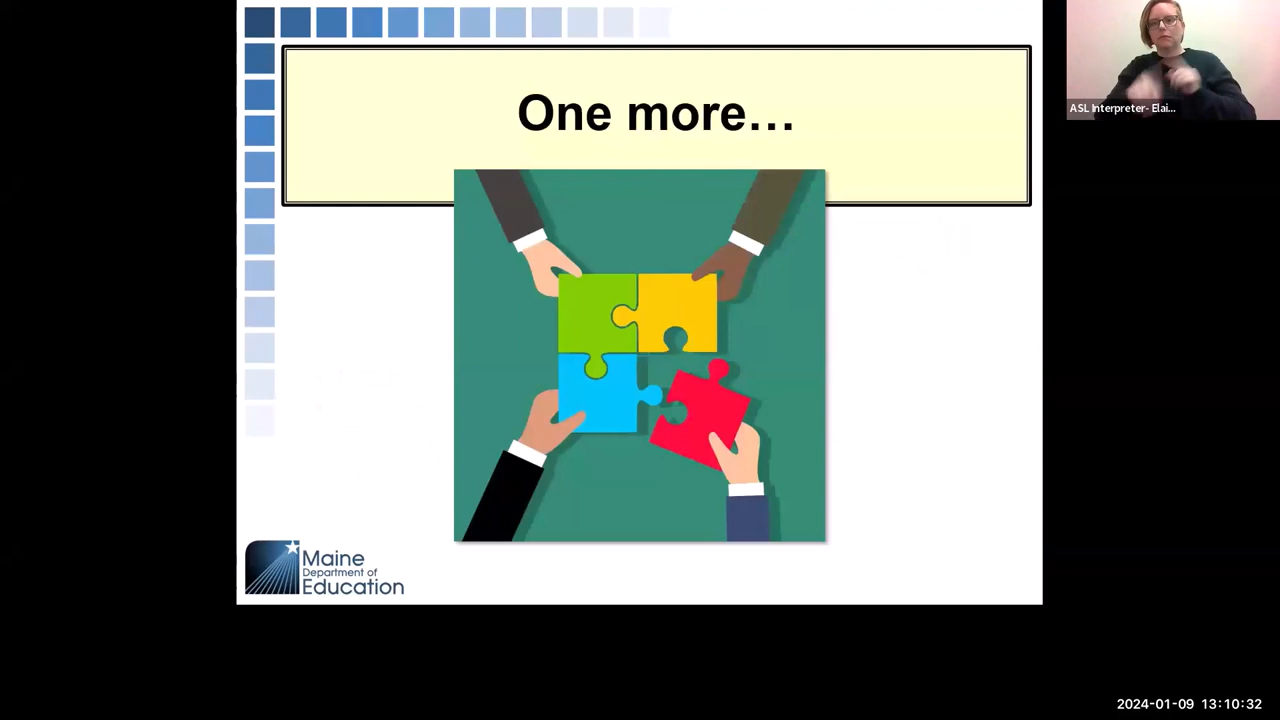 One more…
ASL Interpreter- Elai...
Maine
Department of
Education
2024-01-09 13:10:32